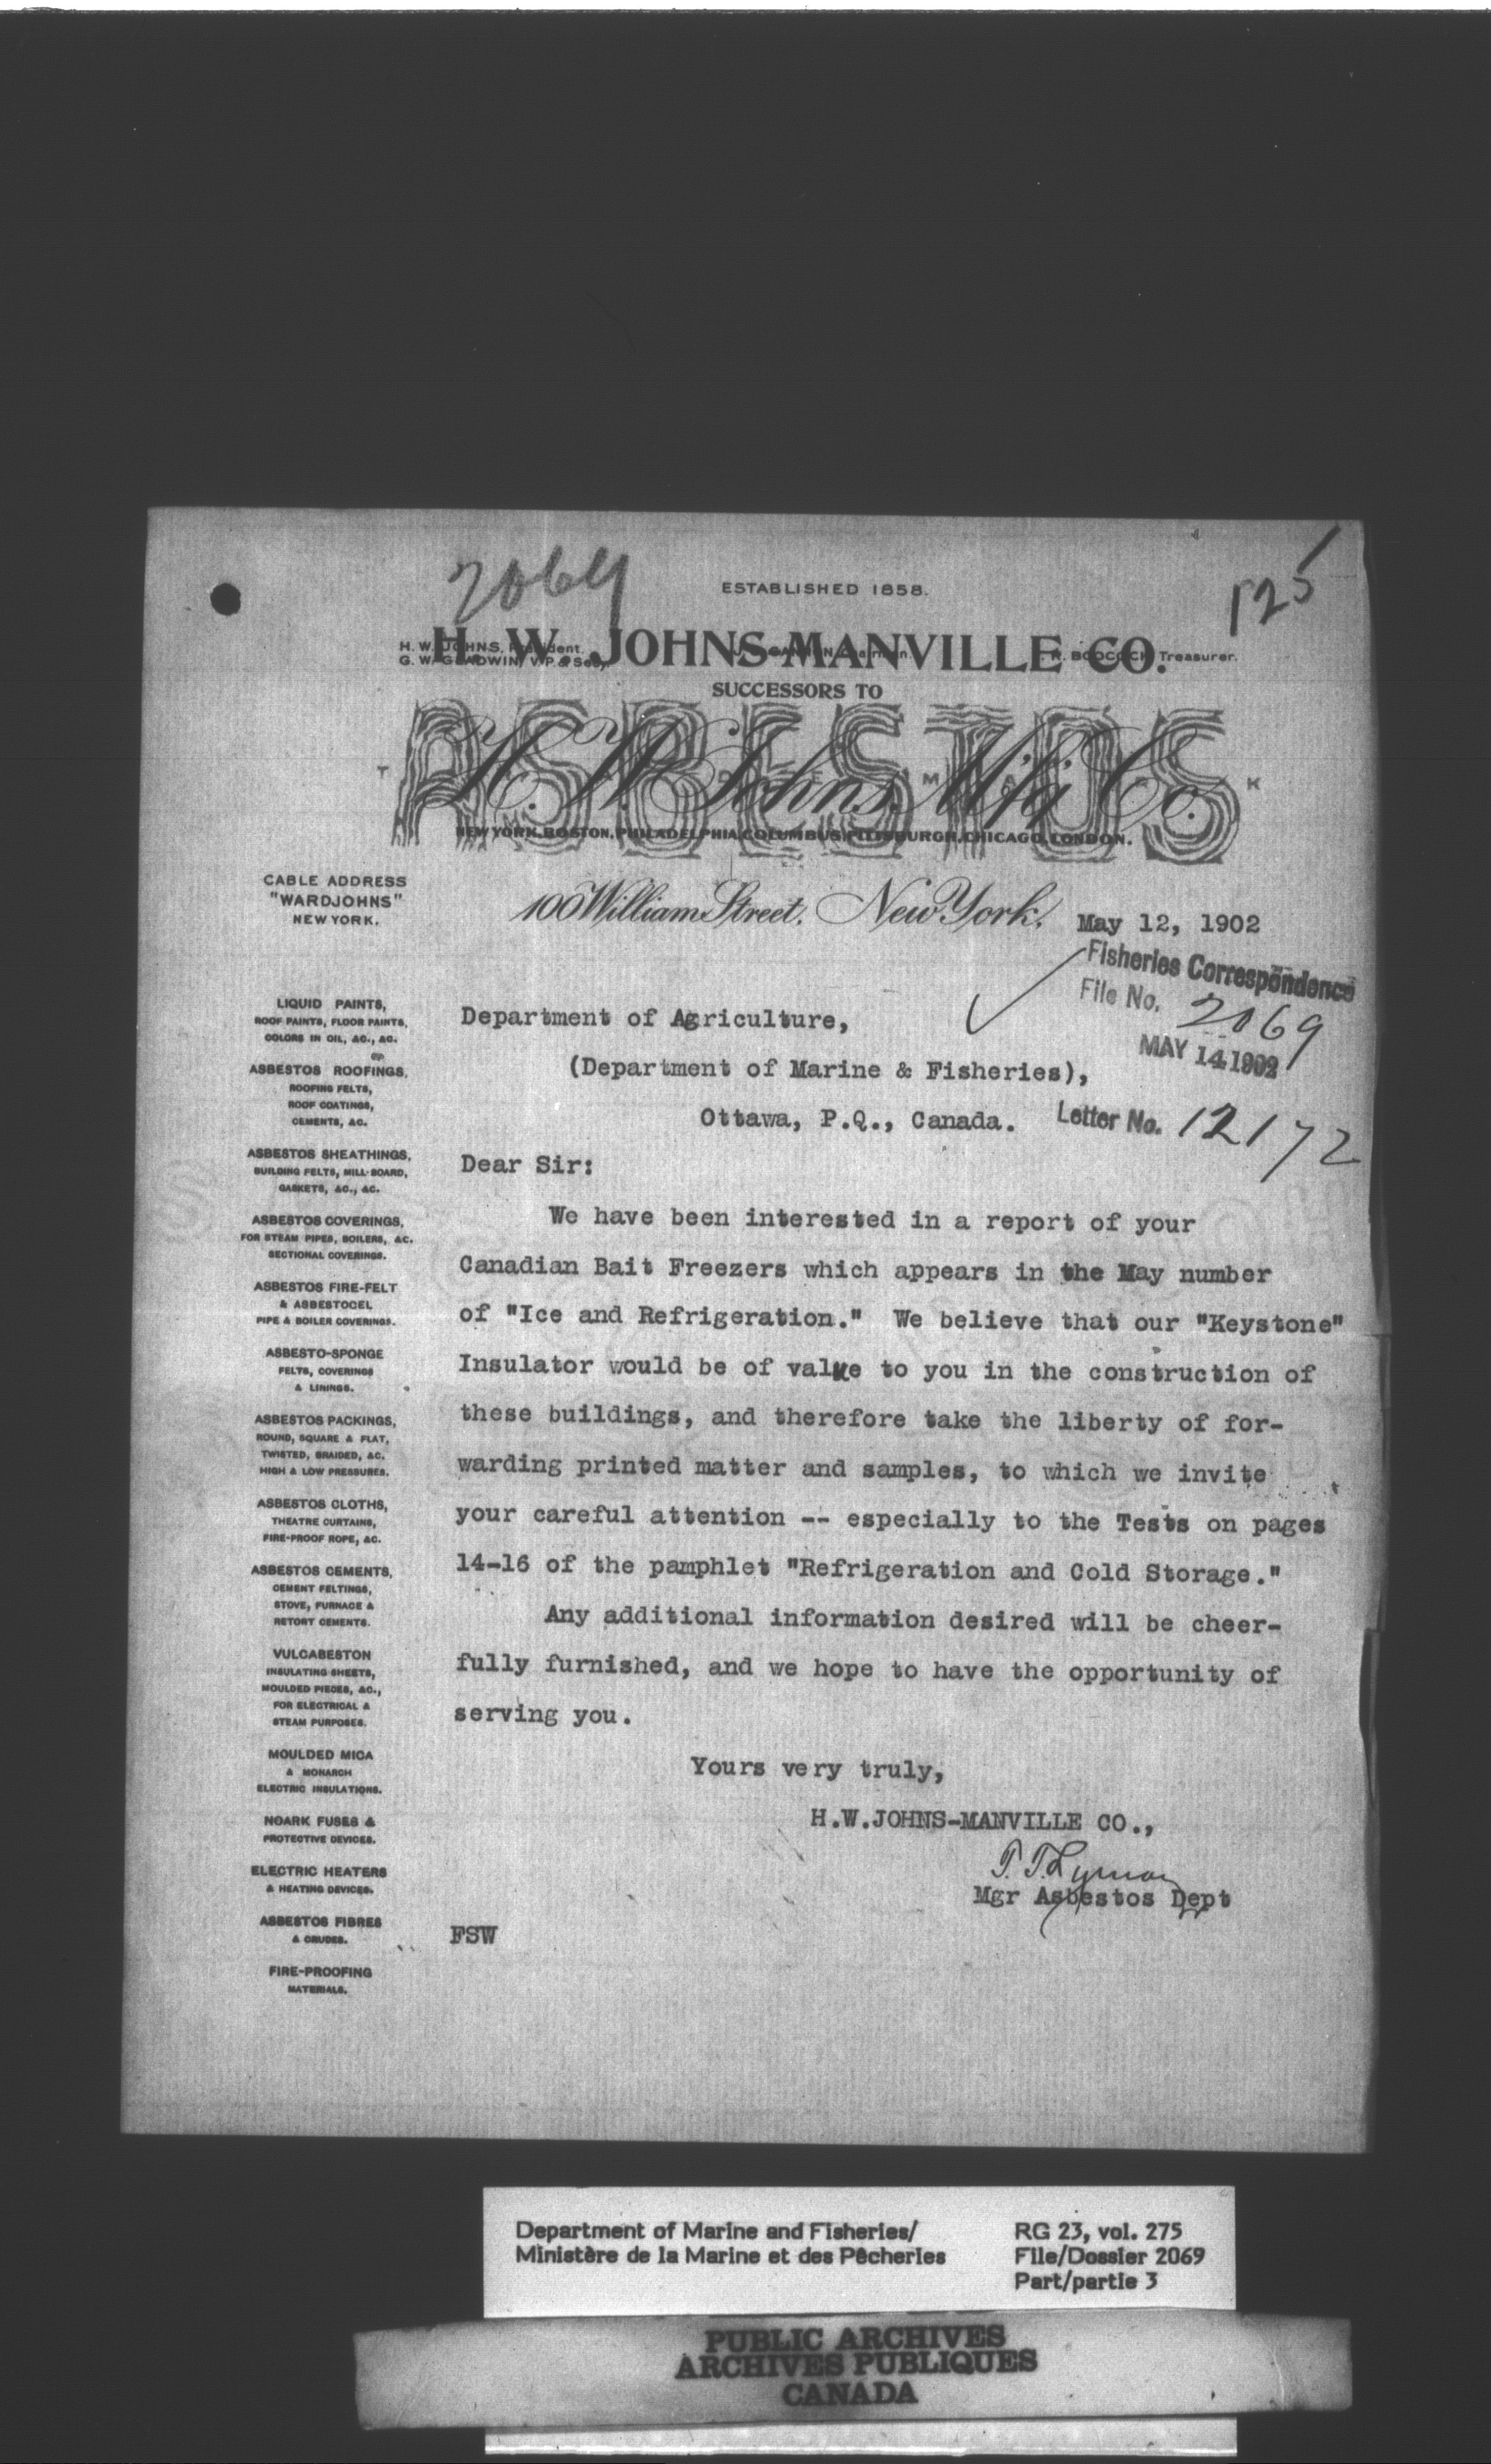 2069
125
ESTABLISHED 1858.
H. W. JOHNS-MANVILLE CO.
H. W. JOHNS, President.
G. W. GLADWIN, V.P. & Sec'y
R. BOOCOCK, Treasurer.
SUCCESSORS TO
ASBESTOS
H. W. Johns M'f'g Co.
NEW YORK, BOSTON, PHILADELPHIA, COLUMBUS, PITTSBURGH, CHICAGO, LONDON.
CABLE ADDRESS
"WARDJOHNS"
NEW YORK.
100 William Street, New York,
May 12, 1902
Fisheries Correspondence
File No. 2069
MAY 14 1902
Letter No. 12172
LIQUID PAINTS,
ROOF PAINTS, FLOOR PAINTS,
COLORS IN OIL, &C., &C.
ASBESTOS ROOFINGS,
ROOFING FELTS,
ROOF COATINGS,
CEMENTS, &C.
ASBESTOS SHEATHINGS,
BUILDING FELTS, MILL-BOARD,
GASKETS, &C., &C.
ASBESTOS COVERINGS,
FOR STEAM PIPES, BOILERS, &C.
SECTIONAL COVERINGS.
ASBESTOS FIRE-FELT
& ASBESTOCEL
PIPE & BOILER COVERINGS.
ASBESTO-SPONGE
FELTS, COVERINGS
& LININGS.
ASBESTOS PACKINGS,
ROUND, SQUARE & FLAT,
TWISTED, BRAIDED, &C.
HIGH & LOW PRESSURES.
ASBESTOS CLOTHS,
THEATRE CURTAINS,
FIRE-PROOF ROPE, &C.
ASBESTOS CEMENTS,
CEMENT FELTINGS,
STOVE, FURNACE &
RETORT CEMENTS.
VULCABESTON
INSULATING SHEETS,
MOULDED PIECES, &C.,
FOR ELECTRICAL &
STEAM PURPOSES.
MOULDED MICA
& MONARCH
ELECTRIC INSULATIONS.
NOARK FUSES &
PROTECTIVE DEVICES.
ELECTRIC HEATERS
& HEATING DEVICES.
ASBESTOS FIBRES
& CRUDES.
FIRE-PROOFING
MATERIALS.
Department of Agriculture,
(Department of Marine & Fisheries),
Ottawa, P.Q., Canada.
Dear Sir:
We have been interested in a report of your
Canadian Bait Freezers which appears in the May number
of "Ice and Refrigeration." We believe that our "Keystone"
Insulator would be of value to you in the construction of
these buildings, and therefore take the liberty of for-
warding printed matter and samples, to which we invite
your careful attention -- especially to the Tests on pages
14-16 of the pamphlet "Refrigeration and Cold Storage."
Any additional information desired will be cheer-
fully furnished, and we hope to have the opportunity of
serving you.
Yours very truly,
H.W.JOHNS-MANVILLE CO.,
Lyman
Mgr Asbestos Dept
FSW
Department of Marine and Fisheries/
Ministère de la Marine et des Pêcheries
RG 23, vol. 275
File/Dossier 2069
Part/partie 3
PUBLIC ARCHIVES
ARCHIVES PUBLIQUES
CANADA